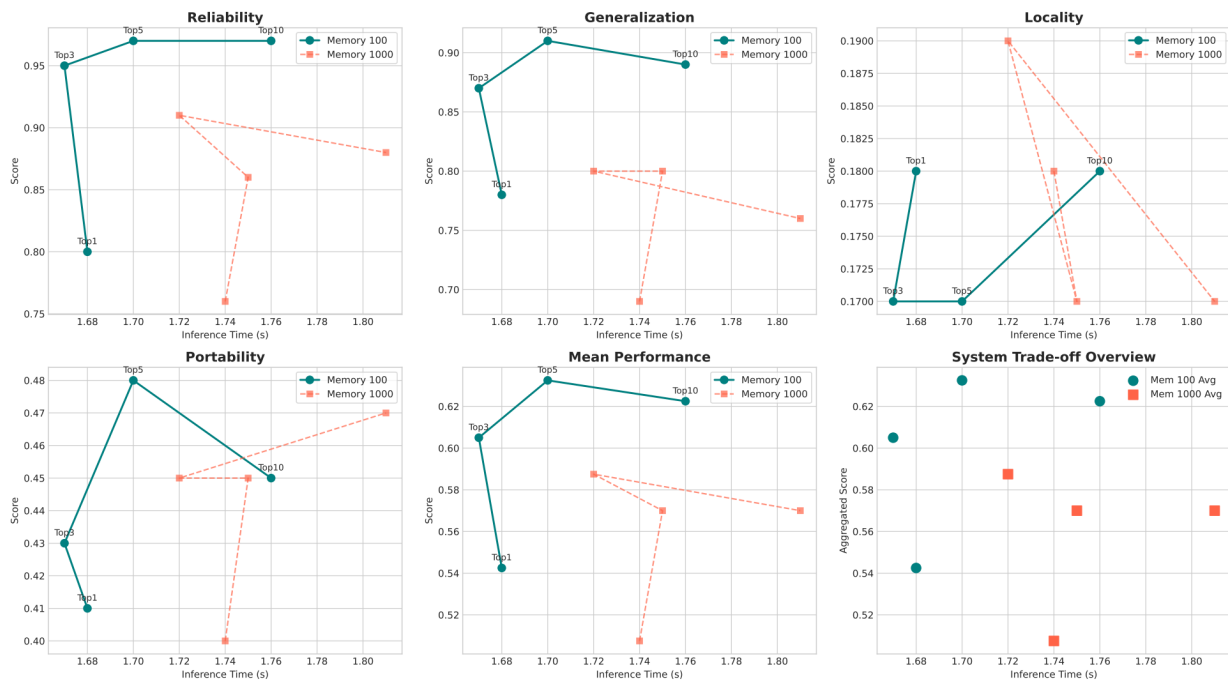 Reliability
Memory 100
Memory 1000
Top1
Top3
Top5
Top10
0.95
0.90
0.85
0.80
0.75
Score
1.68 1.70 1.72 1.74 1.76 1.78 1.80
Inference Time (s)
Generalization
Memory 100
Memory 1000
Top1
Top3
Top5
Top10
0.90
0.85
0.80
0.75
0.70
Score
1.68 1.70 1.72 1.74 1.76 1.78 1.80
Inference Time (s)
Locality
Memory 100
Memory 1000
Top1
Top3
Top5
Top10
0.1900
0.1875
0.1850
0.1825
0.1800
0.1775
0.1750
0.1725
0.1700
Score
1.68 1.70 1.72 1.74 1.76 1.78 1.80
Inference Time (s)
Portability
Memory 100
Memory 1000
Top1
Top3
Top5
Top10
0.48
0.47
0.46
0.45
0.44
0.43
0.42
0.41
0.40
Score
1.68 1.70 1.72 1.74 1.76 1.78 1.80
Inference Time (s)
Mean Performance
Memory 100
Memory 1000
Top1
Top3
Top5
Top10
0.62
0.60
0.58
0.56
0.54
0.52
Score
1.68 1.70 1.72 1.74 1.76 1.78 1.80
Inference Time (s)
System Trade-off Overview
Mem 100 Avg
Mem 1000 Avg
0.62
0.60
0.58
0.56
0.54
0.52
Aggregated Score
1.68 1.70 1.72 1.74 1.76 1.78 1.80
Inference Time (s)